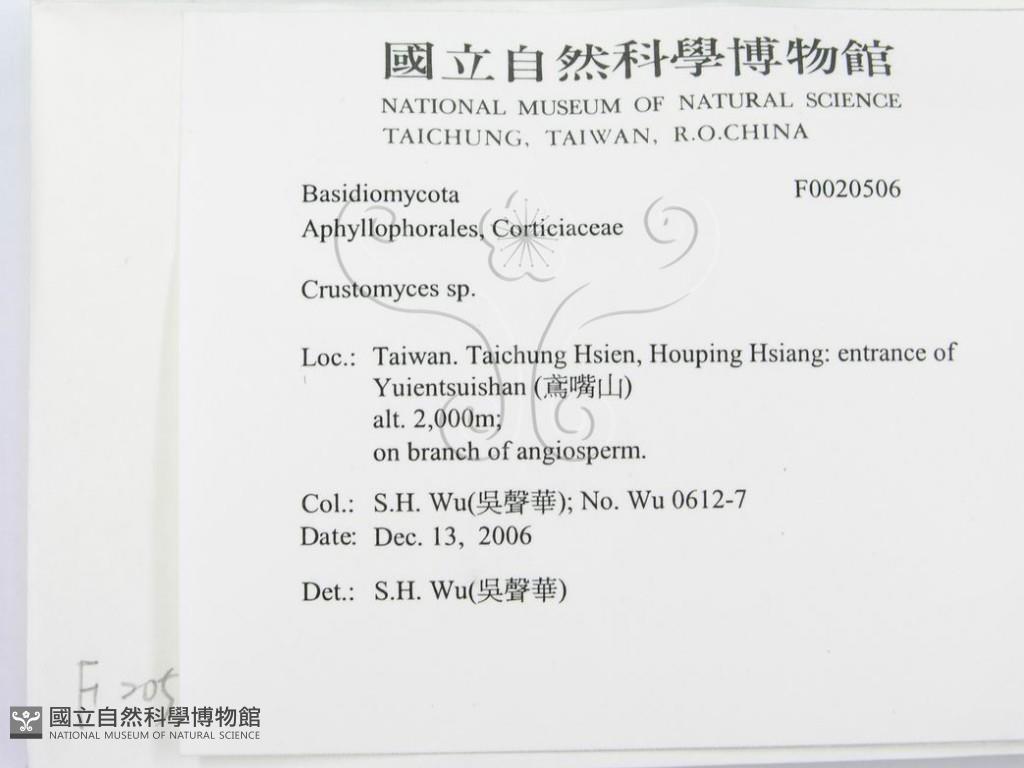 國立自然科學博物館
NATIONAL MUSEUM OF NATURAL SCIENCE
TAICHUNG, TAIWAN, R.O.CHINA
Basidiomycota F0020506
Aphyllophorales, Corticiaceae
Crustomyces sp.
Loc.: Taiwan. Taichung Hsien, Houping Hsiang: entrance of
Yuientsuishan (鳶嘴山)
alt. 2,000m;
on branch of angiosperm.
Col.: S.H. Wu(吳聲華); No. Wu 0612-7
Date: Dec. 13, 2006
Det.: S.H. Wu(吳聲華)
F 205
國立自然科學博物館
NATIONAL MUSEUM OF NATURAL SCIENCE